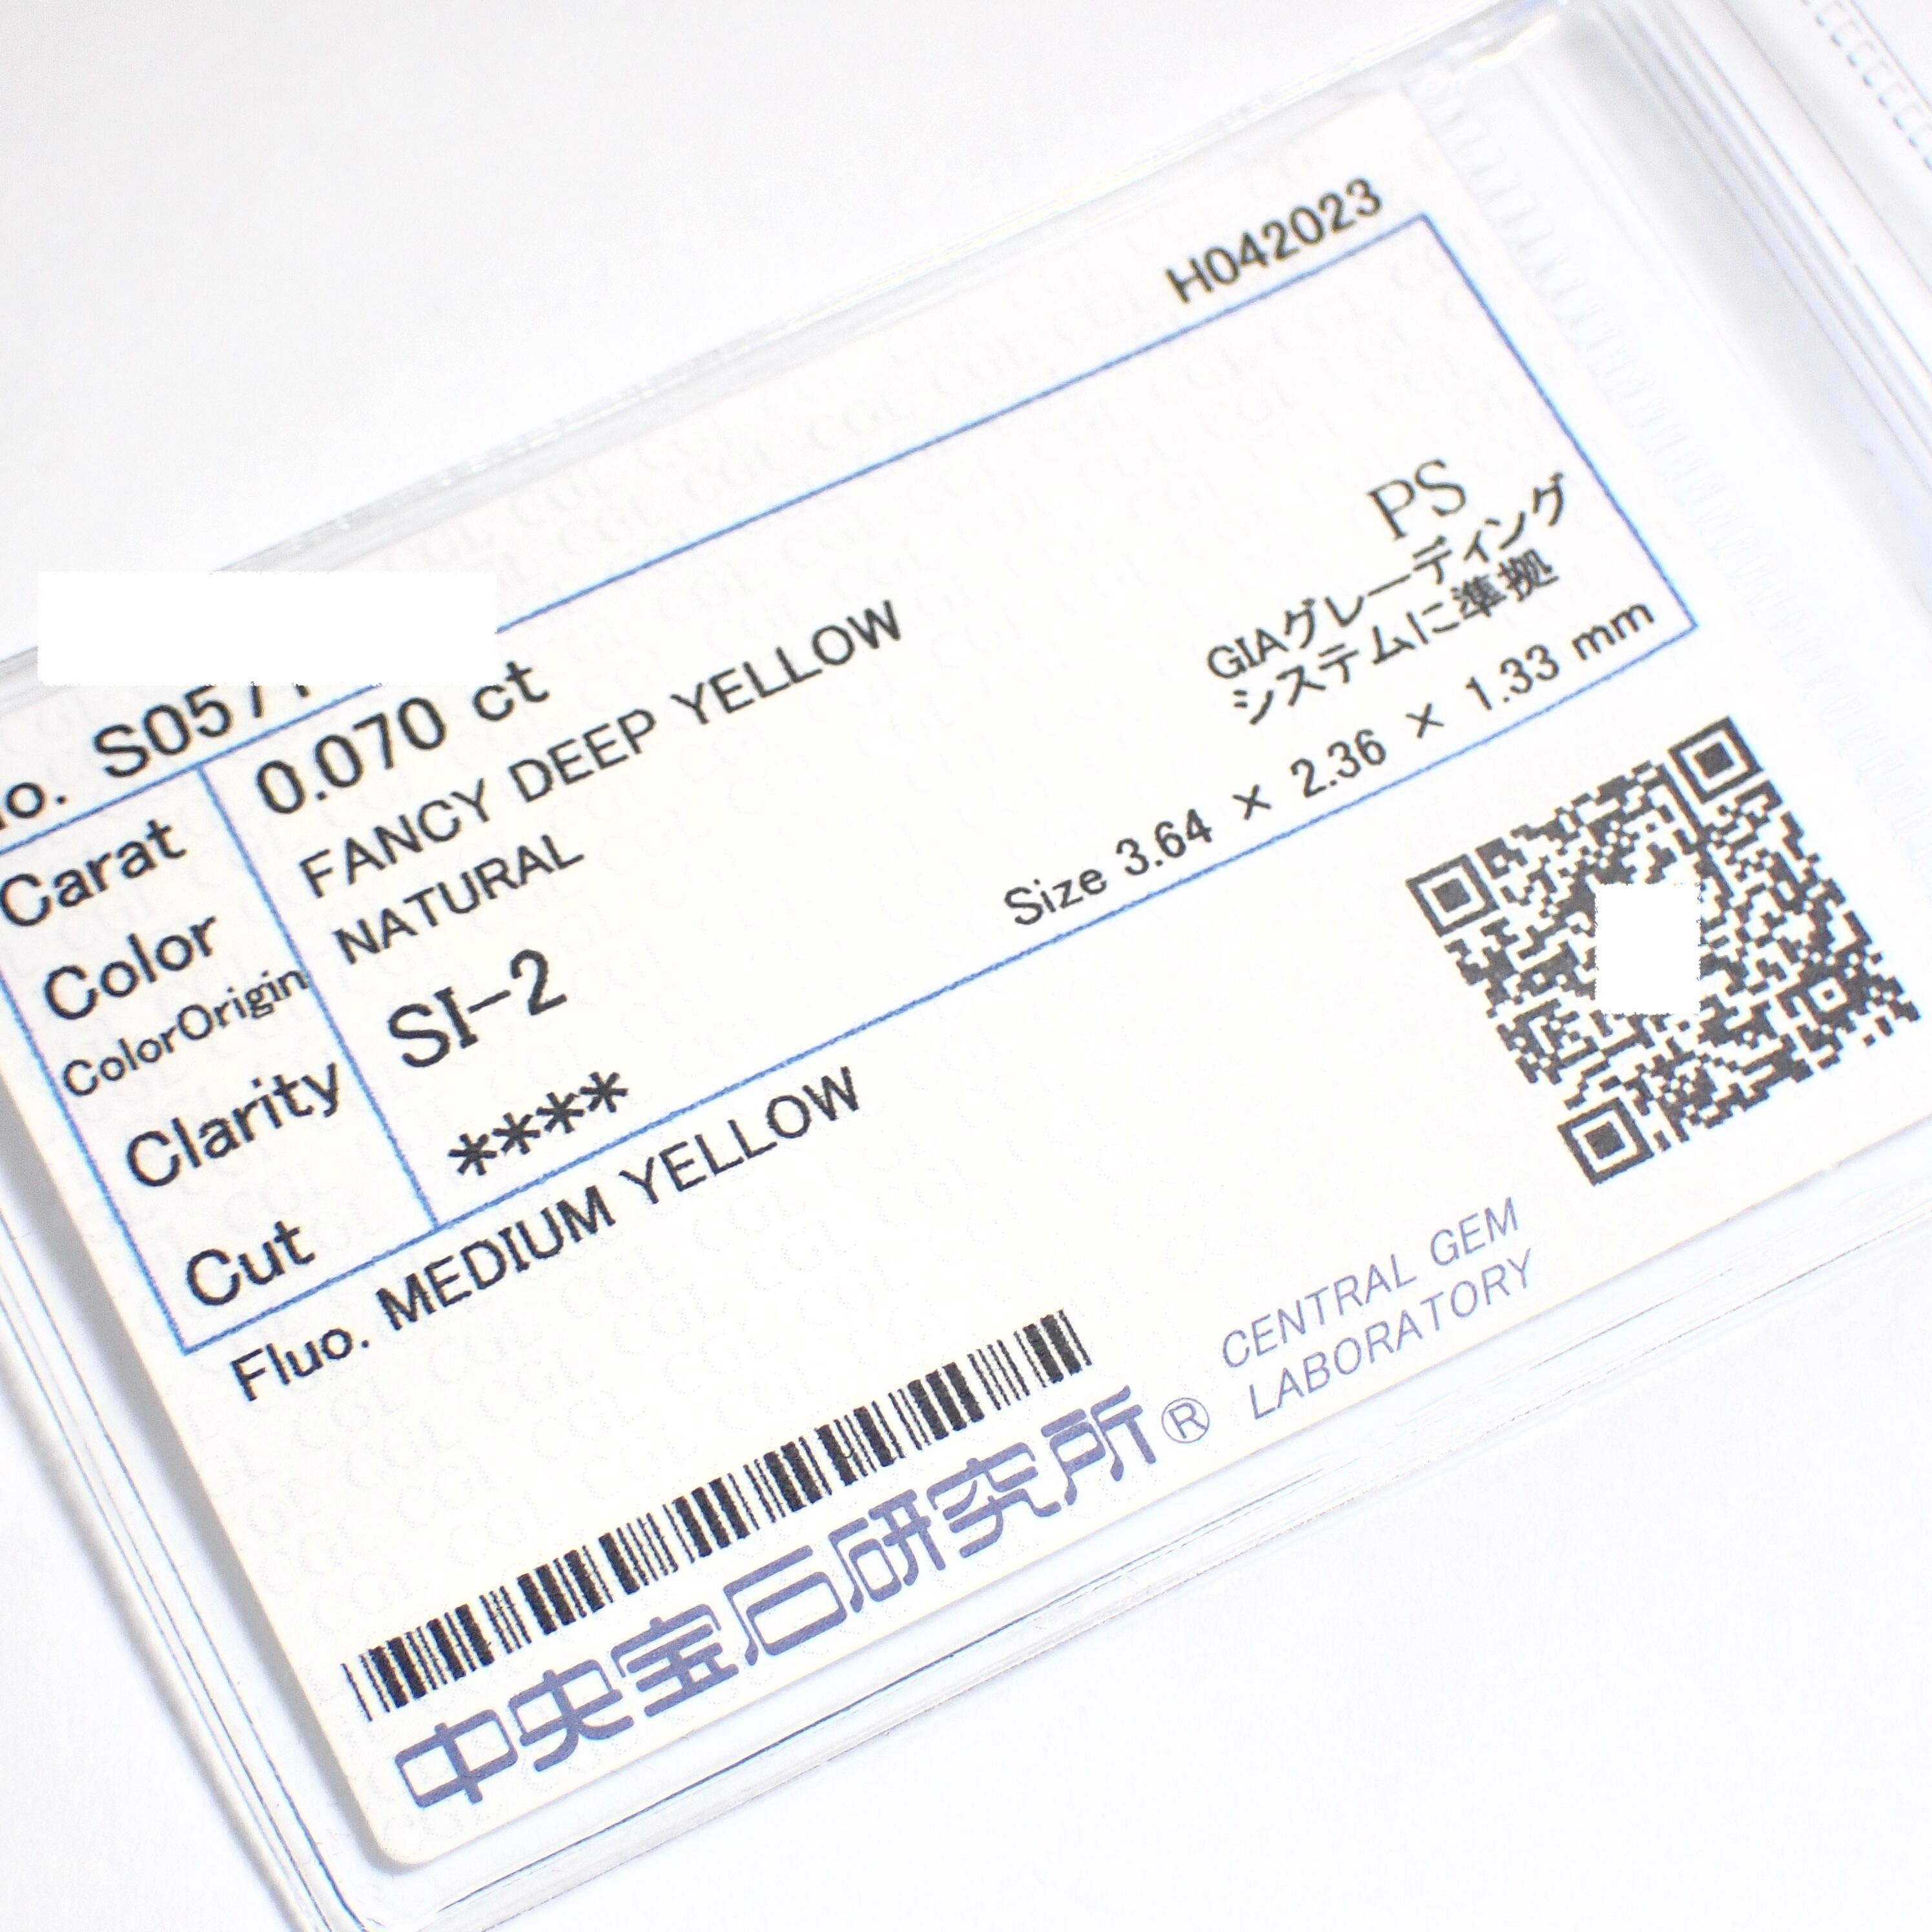 H042023
o. S057
Carat 0.070 ct
Color FANCY DEEP YELLOW
ColorOrigin NATURAL
PS
GIAグレーディング
システムに準拠
Clarity SI-2
Size 3.64 × 2.36 × 1.33 mm
Cut ****
Fluo. MEDIUM YELLOW
中央宝石研究所®
CENTRAL GEM
LABORATORY